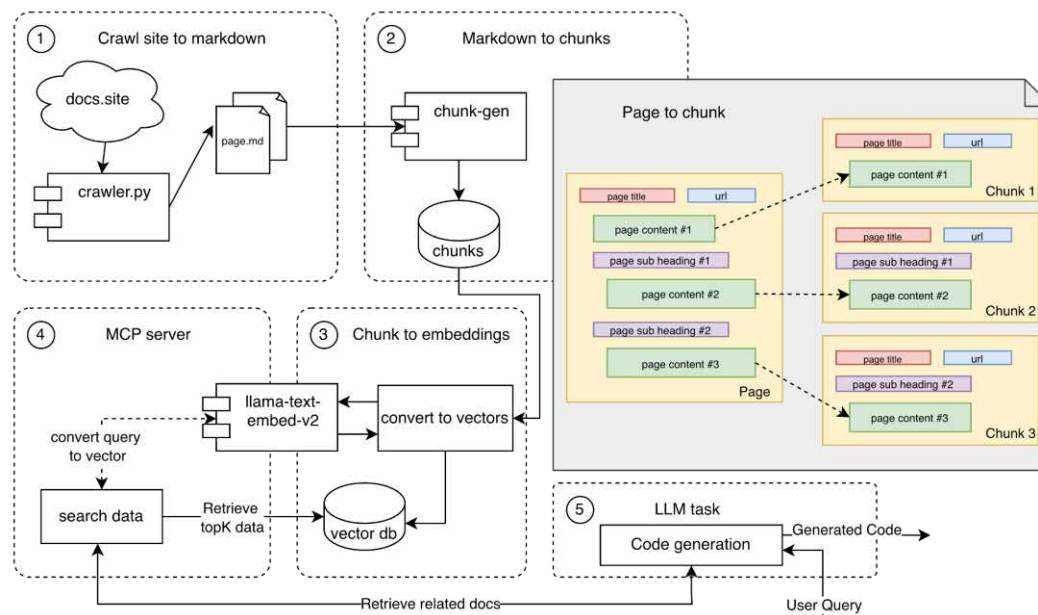 1
Crawl site to markdown
docs.site
crawler.py
page.md
2
Markdown to chunks
chunk-gen
chunks
Page to chunk
page title
url
page content #1
page sub heading #1
page content #2
page sub heading #2
page content #3
Page
page title
url
page content #1
Chunk 1
page title
url
page sub heading #1
page content #2
Chunk 2
page title
url
page sub heading #2
page content #3
Chunk 3
4
MCP server
convert query
to vector
search data
Retrieve
topK data
3
Chunk to embeddings
llama-text-
embed-v2
convert to vectors
vector db
5
LLM task
Code generation
Generated Code
Retrieve related docs
User Query